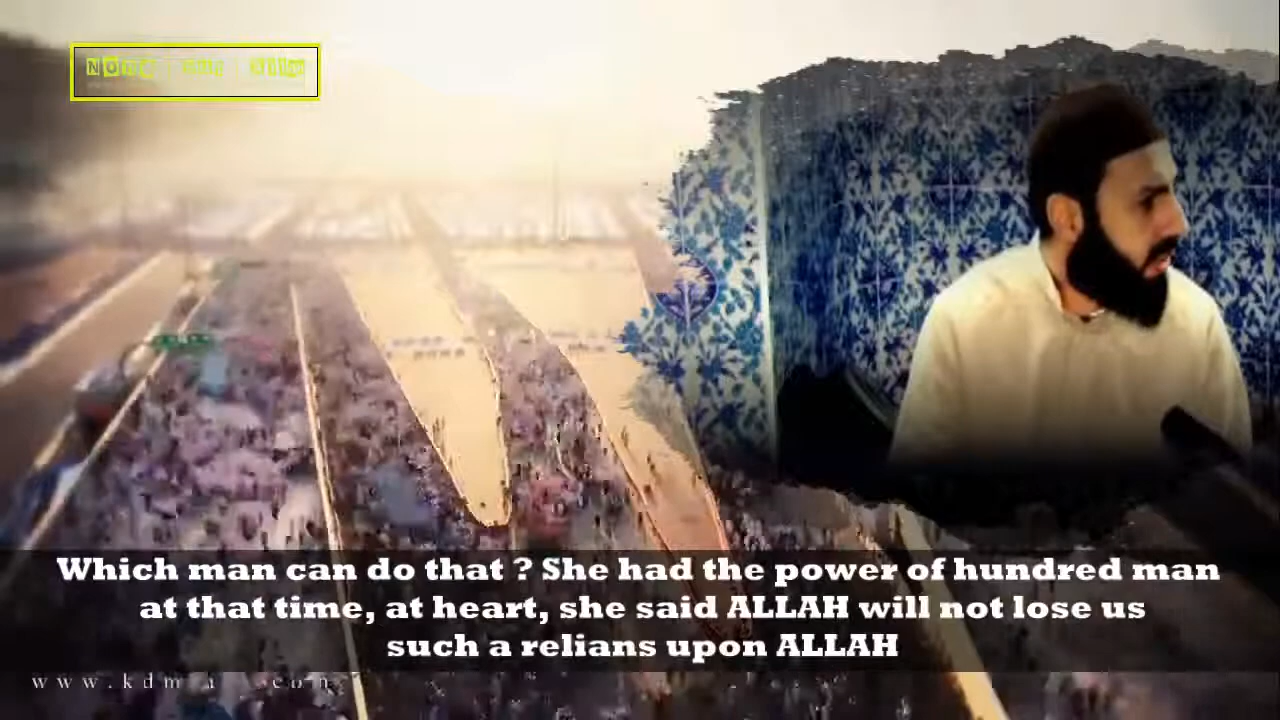 Which man can do that ? She had the power of hundred man
at that time, at heart, she said ALLAH will not lose us
such a relians upon ALLAH